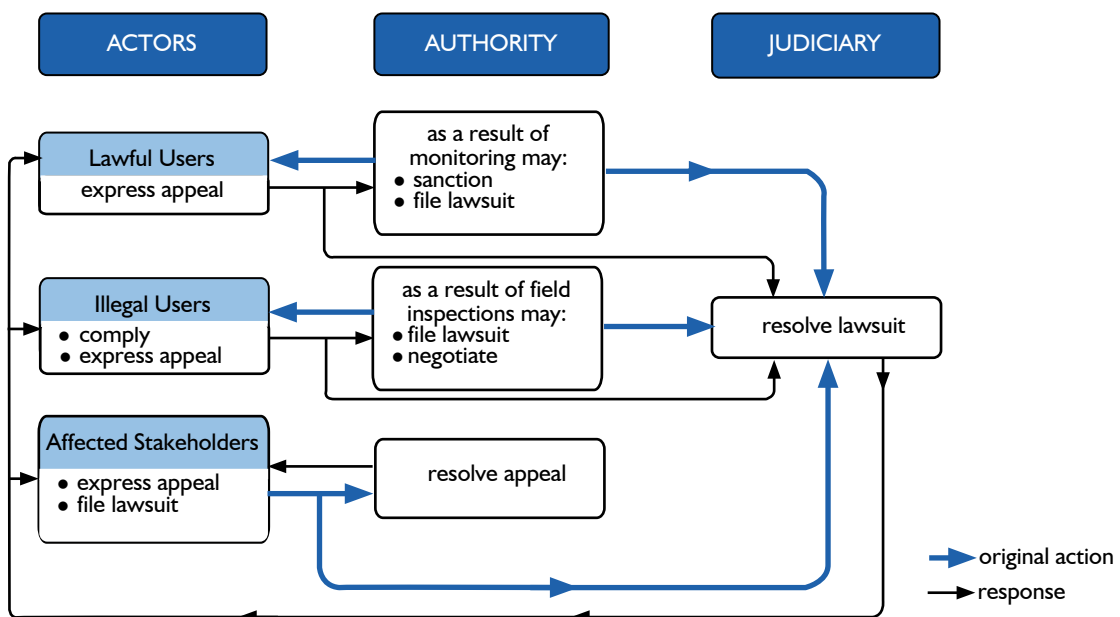 ACTORS
AUTHORITY
JUDICIARY
Lawful Users
express appeal
as a result of
monitoring may:
● sanction
● file lawsuit
Illegal Users
● comply
● express appeal
as a result of field
inspections may:
● file lawsuit
● negotiate
resolve lawsuit
Affected Stakeholders
● express appeal
● file lawsuit
resolve appeal
original action
response